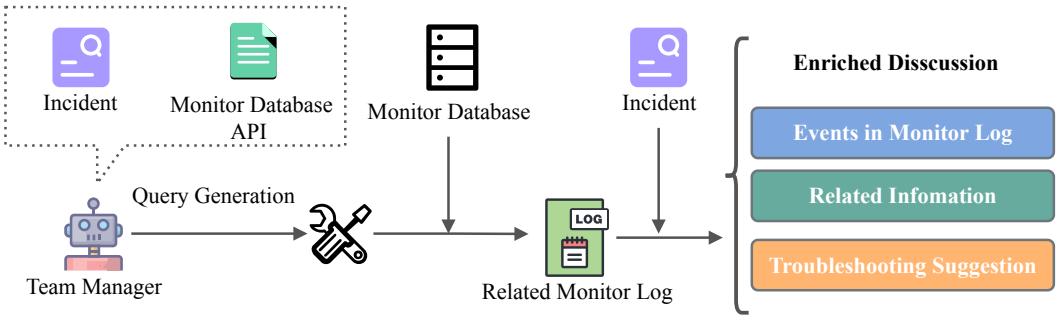 Incident
Monitor Database
API
Monitor Database
Incident
Enriched Disscussion
Events in Monitor Log
Related Infomation
Troubleshooting Suggestion
Query Generation
LOG
Team Manager
Related Monitor Log